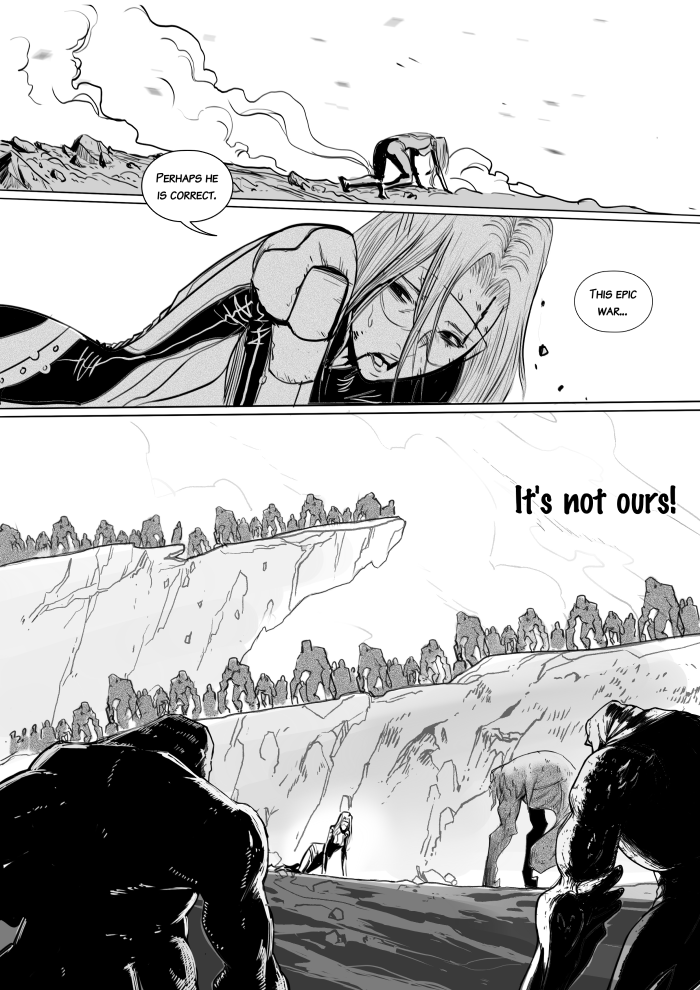 Perhaps he
is correct.
This epic
war...
It's not ours!